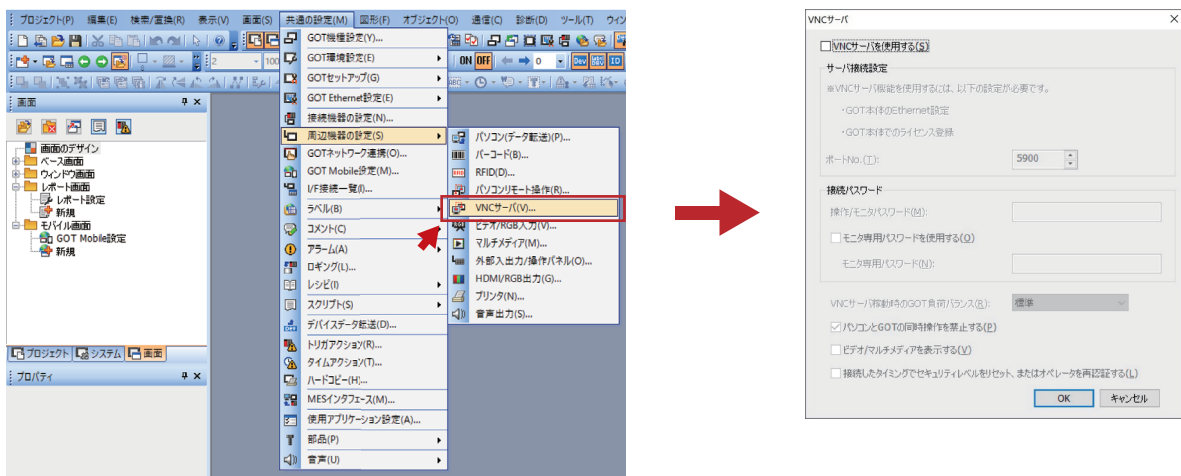 プロジェクト(P) 編集(E) 検索/置換(R) 表示(V) 画面(S) 共通の設定(M) 図形(F) オブジェクト(O) 通信(C) 診断(D) ツール(T) ウィン
2
100
ON OFF
0
Dev
ID
画面
画面のデザイン
ベース画面
ウィンドウ画面
レポート画面
レポート設定
新規
モバイル画面
GOT Mobile設定
新規
プロジェクト システム 画面
プロパティ
GOT機種設定(Y)...
GOT環境設定(E)
GOTセットアップ(G)
GOT Ethernet設定(E)
接続機器の設定(N)...
周辺機器の設定(S)
GOTネットワーク連携(O)...
GOT Mobile設定(M)...
I/F接続一覧(I)...
ラベル(B)
コメント(C)
アラーム(A)
ロギング(L)...
レシピ(I)
スクリプト(S)
デバイスデータ転送(D)...
トリガアクション(R)...
タイムアクション(T)...
ハードコピー(H)...
MESインタフェース(M)...
使用アプリケーション設定(A)...
部品(P)
音声(U)
パソコン(データ転送)(P)...
バーコード(B)...
RFID(D)...
パソコンリモート操作(R)...
VNCサーバ(V)...
ビデオ/RGB入力(V)...
マルチメディア(M)...
外部入出力/操作パネル(O)...
HDMI/RGB出力(G)...
プリンタ(N)...
音声出力(S)...
VNCサーバ
VNCサーバを使用する(S)
サーバ接続設定
※VNCサーバ機能を使用するには、以下の設定が必要です。
・GOT本体のEthernet設定
・GOT本体でのライセンス登録
ポートNo.(T): 5900
接続パスワード
操作/モニタパスワード(M):
モニタ専用パスワードを使用する(O)
モニタ専用パスワード(N):
VNCサーバ稼動時のGOT負荷バランス(R): 標準
パソコンとGOTの同時操作を禁止する(P)
ビデオ/マルチメディアを表示する(V)
接続したタイミングでセキュリティレベルをリセット、またはオペレータを再認証する(L)
OK キャンセル